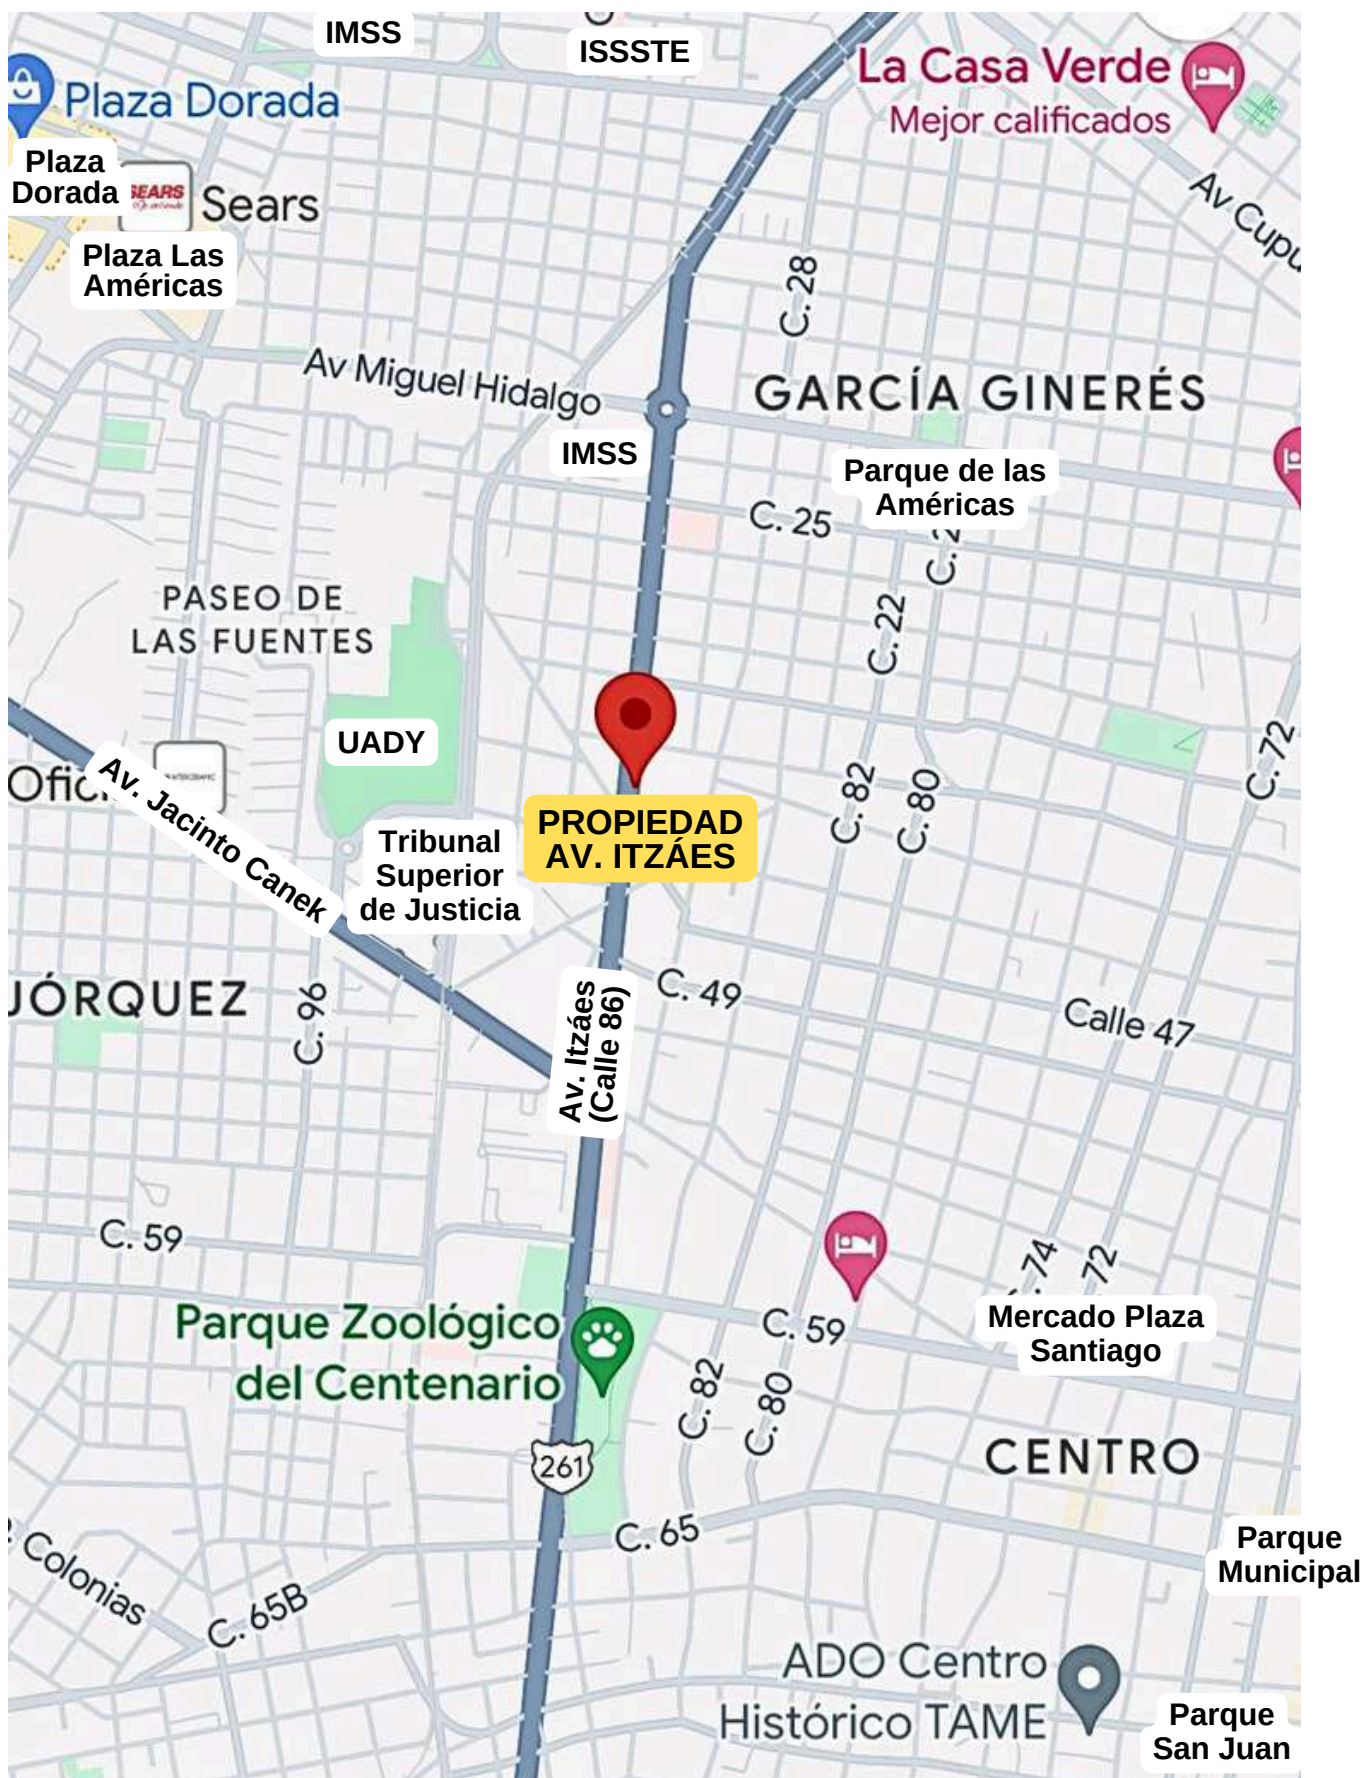 IMSS
ISSSTE
La Casa Verde
Mejor calificados
Plaza Dorada
Plaza
Dorada
SEARS
Sears
Plaza Las
Américas
Av Cupu
C. 28
Av Miguel Hidalgo
GARCÍA GINERÉS
IMSS
Parque de las
Américas
C. 25
C. 2
C. 22
PASEO DE
LAS FUENTES
UADY
C. 72
C. 82
C. 80
Ofic
Av. Jacinto Canek
PROPIEDAD
AV. ITZÁES
Tribunal
Superior
de Justicia
JÓRQUEZ
C. 96
Av. Itzáes
(Calle 86)
C. 49
Calle 47
C. 59
C. 74
72
Parque Zoológico
del Centenario
C. 59
Mercado Plaza
Santiago
C. 82
C. 80
CENTRO
261
C. 65
Parque
Municipal
Colonias
C. 65B
ADO Centro
Histórico TAME
Parque
San Juan